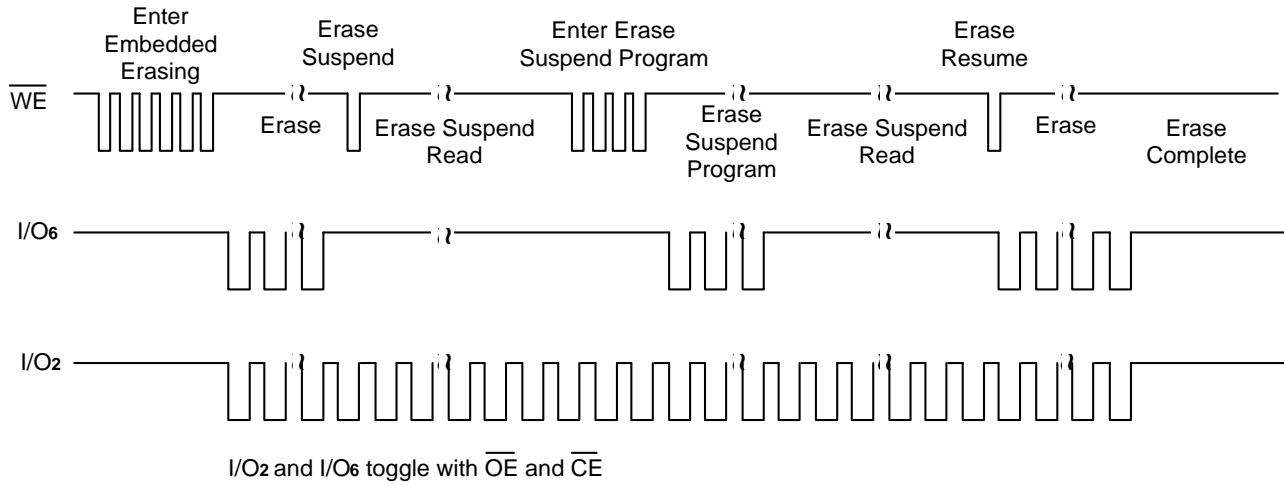 Enter
Embedded
Erasing
Erase
Suspend
Enter Erase
Suspend Program
Erase
Resume
WE
Erase
Erase Suspend
Read
Erase
Suspend
Program
Erase Suspend
Read
Erase
Erase
Complete
I/O6
I/O2
I/O2 and I/O6 toggle with OE and CE